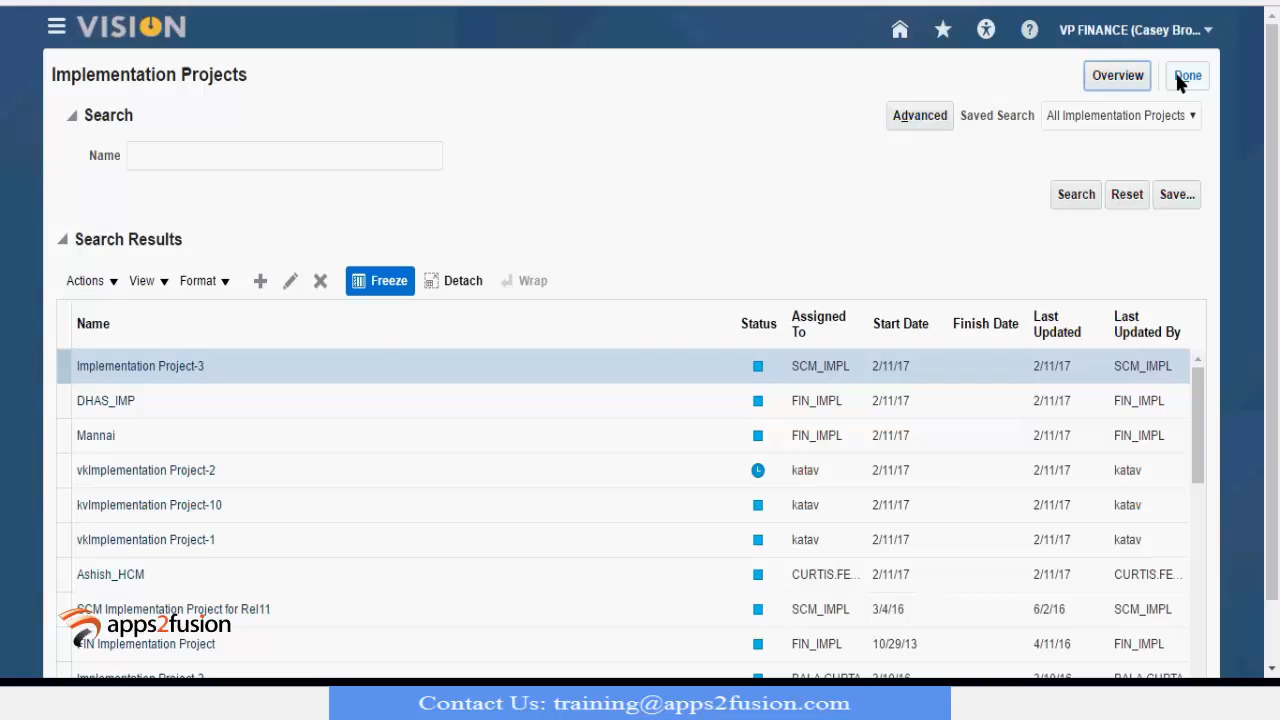 VISION
VP FINANCE (Casey Bro...
Implementation Projects
Overview
Done
Search
Advanced
Saved Search
All Implementation Projects
Name
Search
Reset
Save...
Search Results
Actions
View
Format
Freeze
Detach
Wrap
Name Status Assigned To Start Date Finish Date Last Updated Last Updated By
Implementation Project-3 SCM_IMPL 2/11/17 2/11/17 SCM_IMPL
DHAS_IMP FIN_IMPL 2/11/17 2/11/17 FIN_IMPL
Mannai FIN_IMPL 2/11/17 2/11/17 FIN_IMPL
vkImplementation Project-2 katav 2/11/17 2/11/17 katav
kvImplementation Project-10 katav 2/11/17 2/11/17 katav
vkImplementation Project-1 katav 2/11/17 2/11/17 katav
Ashish_HCM CURTIS.FE... 2/11/17 2/11/17 CURTIS.FE...
SCM Implementation Project for Rel11 SCM_IMPL 3/4/16 6/2/16 SCM_IMPL
apps2fusion
FIN Implementation Project FIN_IMPL 10/29/13 4/11/16 FIN_IMPL
Contact Us: training@apps2fusion.com